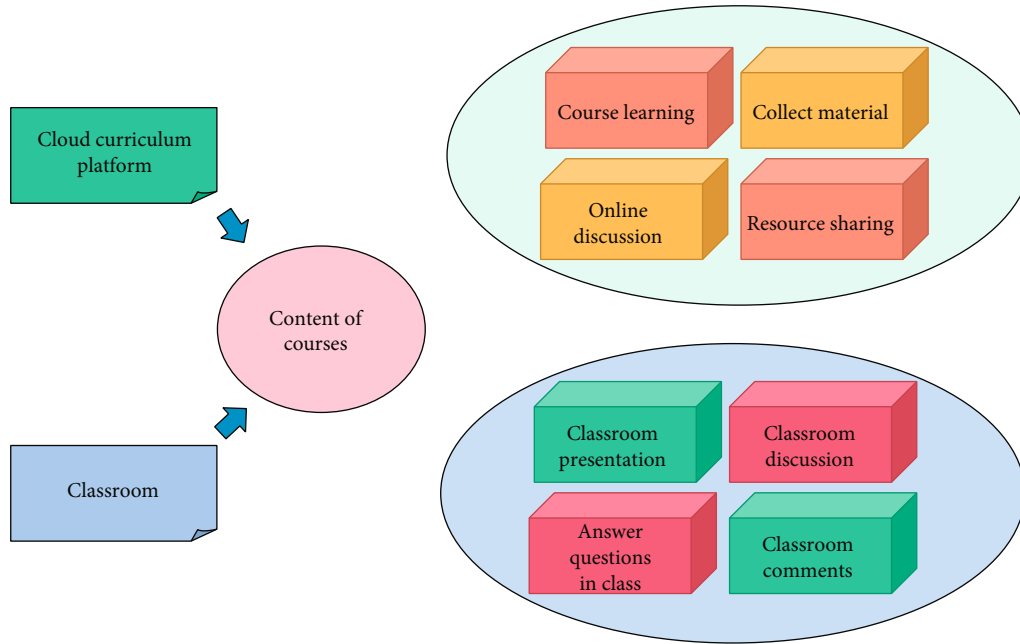 Cloud curriculum
platform
Content of
courses
Classroom
Course learning
Collect material
Online
discussion
Resource sharing
Classroom
presentation
Classroom
discussion
Answer
questions
in class
Classroom
comments